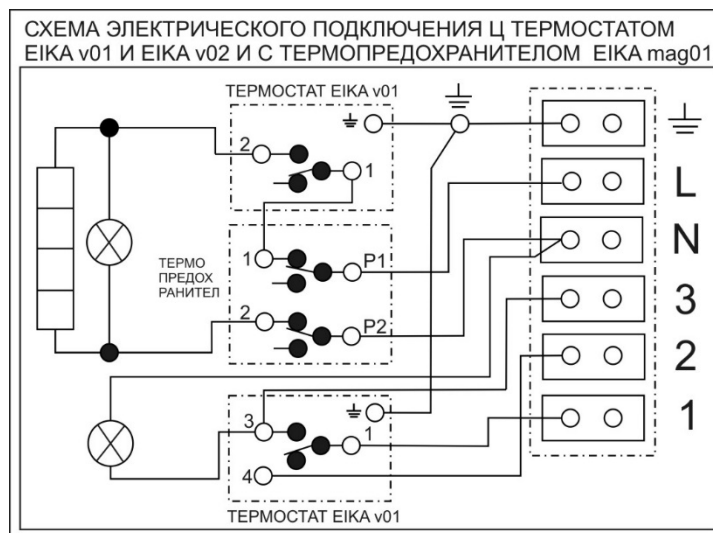 СХЕМА ЭЛЕКТРИЧЕСКОГО ПОДКЛЮЧЕНИЯ Ц ТЕРМОСТАТОМ
EIKA v01 И EIKA v02 И С ТЕРМОПРЕДОХРАНИТЕЛОМ EIKA mag01
ТЕРМОСТАТ EIKA v01
2
1
L
N
ТЕРМО
ПРЕДОХ
РАНИТЕЛ
1
P1
2
P2
3
2
1
3
1
4
ТЕРМОСТАТ EIKA v01